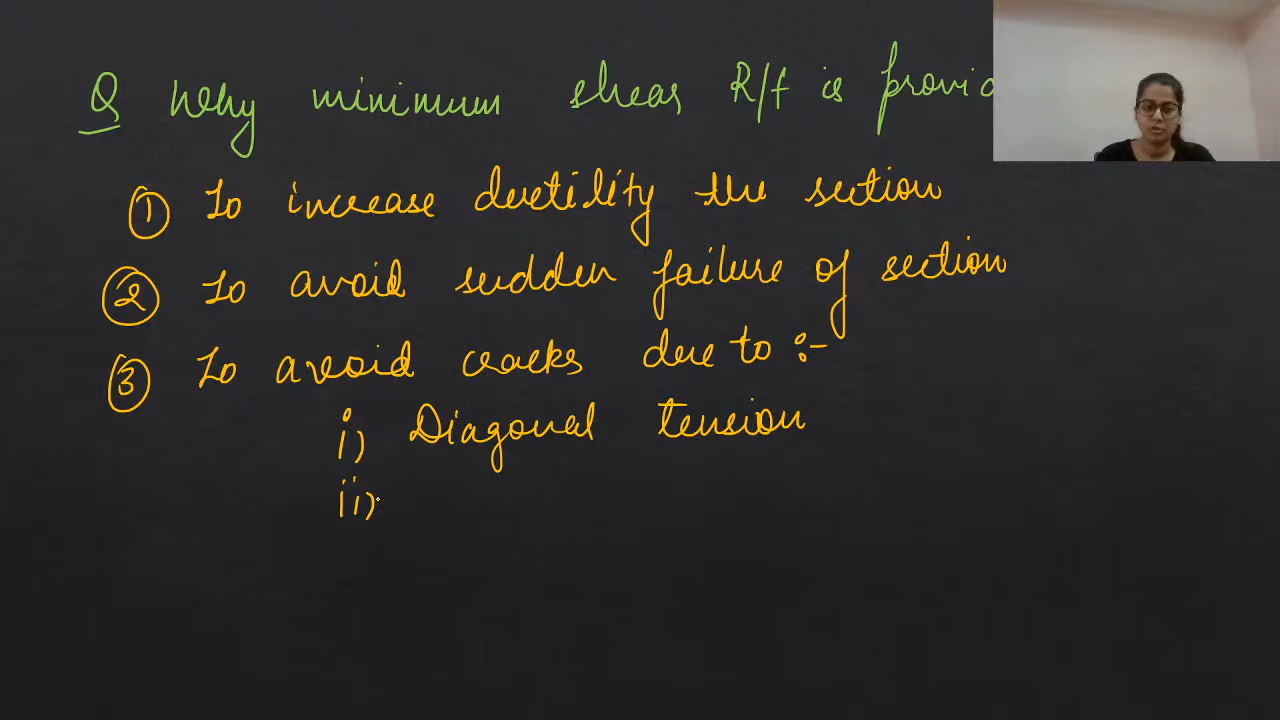 Q Why minimum shear R/f is provid
① To increase ductility the section
② To avoid sudden failure of section
③ To avoid cracks due to :-
i) Diagonal tension
ii)